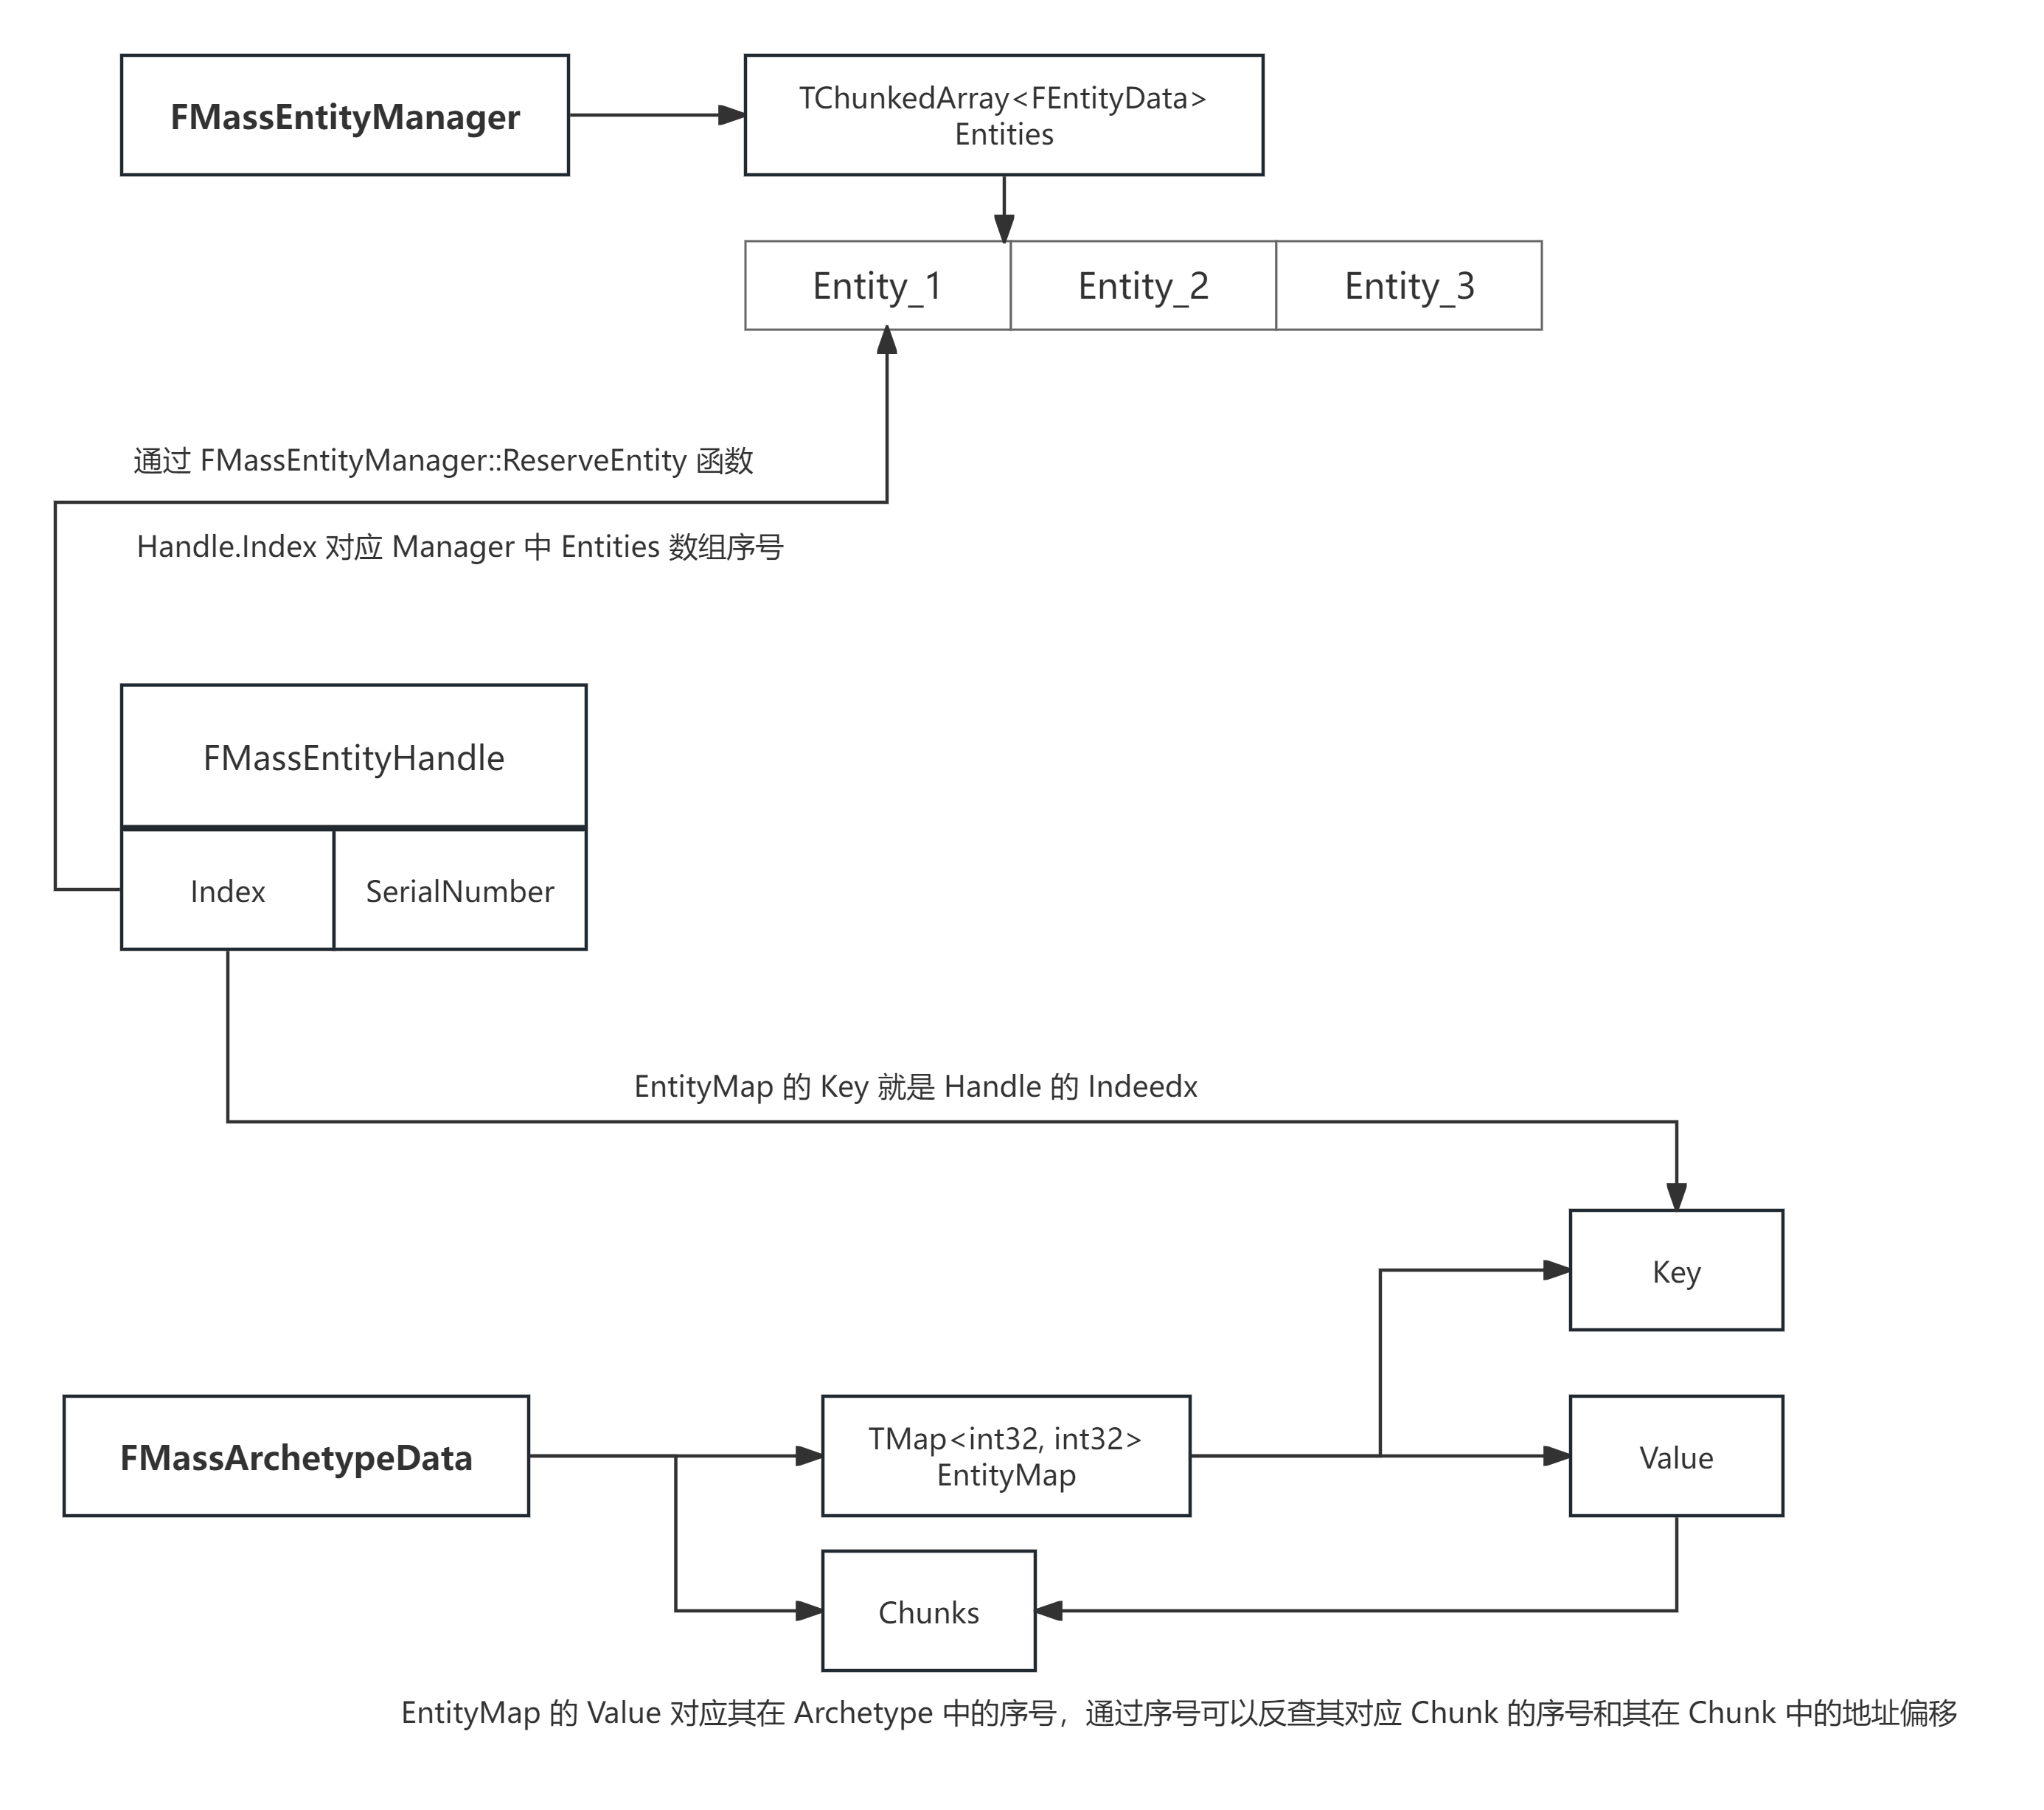 FMassEntityManager
TChunkedArray<FEntityData>
Entities
Entity_1
Entity_2
Entity_3
通过 FMassEntityManager::ReserveEntity 函数
Handle.Index 对应 Manager 中 Entities 数组序号
FMassEntityHandle
Index
SerialNumber
EntityMap 的 Key 就是 Handle 的 Indeedx
Key
FMassArchetypeData
TMap<int32, int32>
EntityMap
Value
Chunks
EntityMap 的 Value 对应其在 Archetype 中的序号，通过序号可以反查其对应 Chunk 的序号和其在 Chunk 中的地址偏移